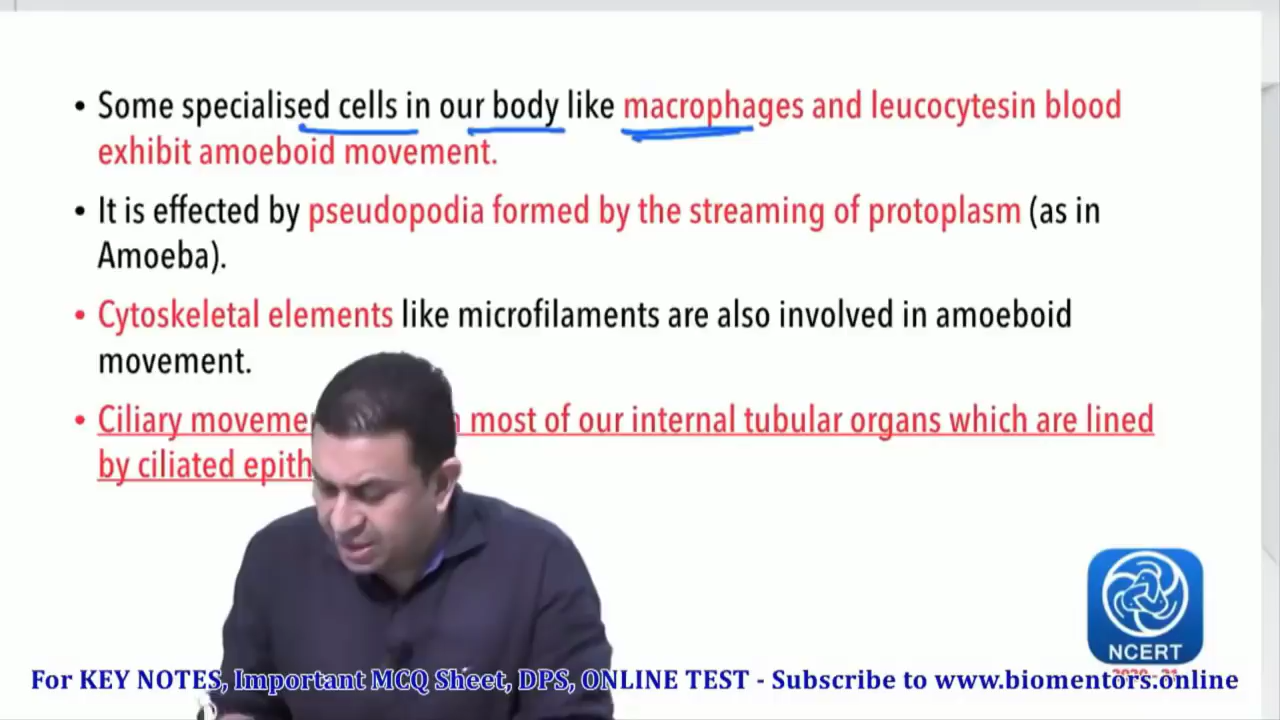 • Some specialised cells in our body like macrophages and leucocytesin blood
exhibit amoeboid movement.
• It is effected by pseudopodia formed by the streaming of protoplasm (as in
Amoeba).
• Cytoskeletal elements like microfilaments are also involved in amoeboid
movement.
• Ciliary most of our internal tubular organs which are lined
by ciliated
NCERT
For KEY NOTES, Important MCQ Sheet, DPS, ONLINE TEST - Subscribe to www.biomentors.online